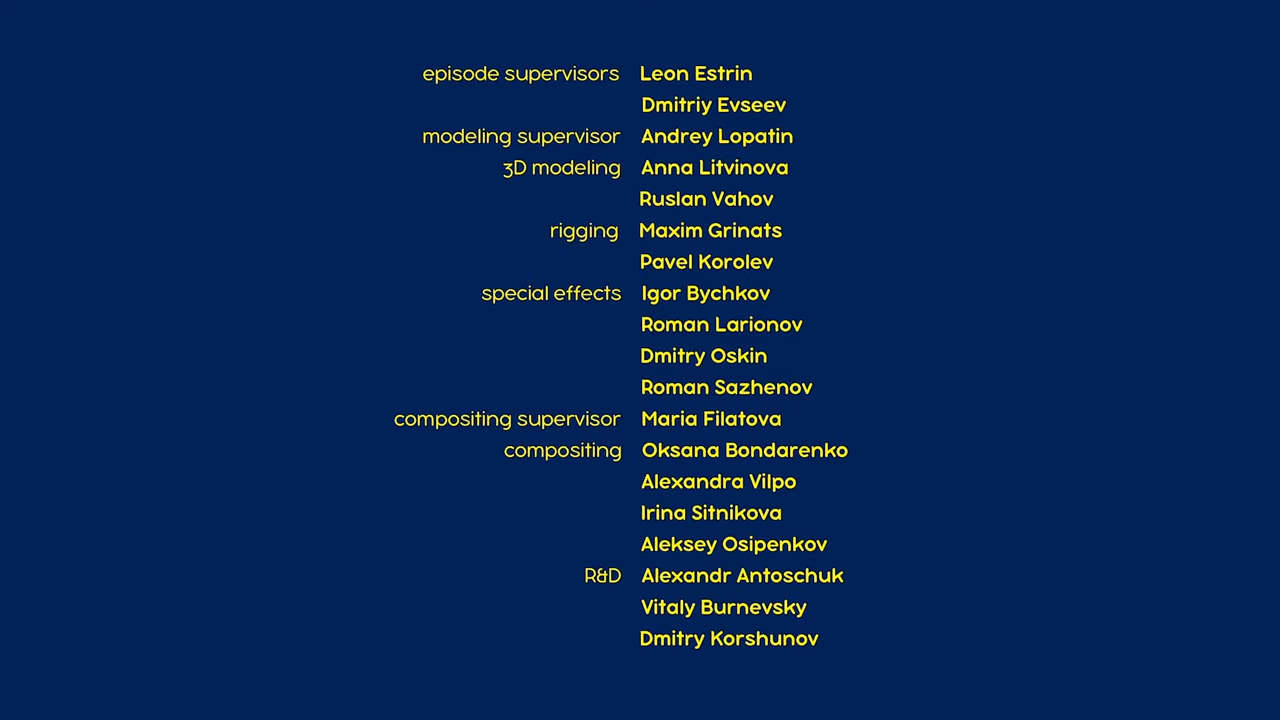 episode supervisors Leon Estrin
Dmitriy Evseev
modeling supervisor Andrey Lopatin
3D modeling Anna Litvinova
Ruslan Vahov
rigging Maxim Grinats
Pavel Korolev
special effects Igor Bychkov
Roman Larionov
Dmitry Oskin
Roman Sazhenov
compositing supervisor Maria Filatova
compositing Oksana Bondarenko
Alexandra Vilpo
Irina Sitnikova
Aleksey Osipenkov
R&D Alexandr Antoschuk
Vitaly Burnevsky
Dmitry Korshunov